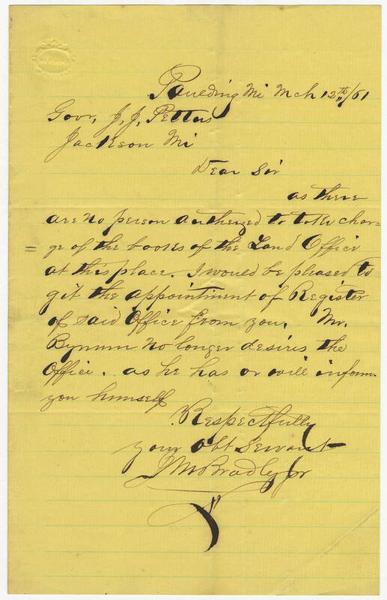 Paulding Mi Mch 12th/61
Govr, J, J, Pettus
Jackson Mi
Dear Sir
as there
are no person authorized to take char-
ge of the books of the Land Office
at this place. I would be pleased to
get the appointment of Register
of said Office from you, Mr.
Bynum no longer desires the
Office. as he has or will inform
you himself
Respectfully
your obt Servant
J M Bradley Jr